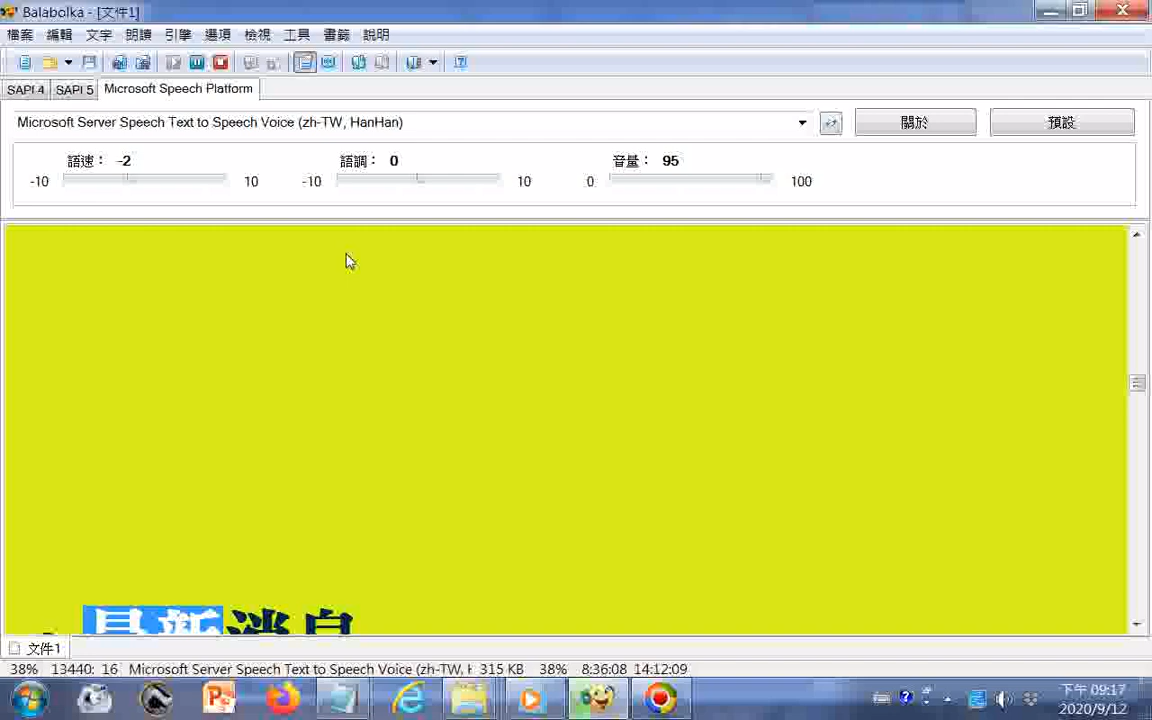 Balabolka - [文件1]
檔案 編輯 文字 朗讀 引擎 選項 檢視 工具 書籤 說明
SAPI 4 SAPI 5 Microsoft Speech Platform
Microsoft Server Speech Text to Speech Voice (zh-TW, HanHan)
關於 預設
語速： -2 語調： 0 音量： 95
-10 10 -10 10 0 100
最新消息
文件1
38% 13440: 16 Microsoft Server Speech Text to Speech Voice (zh-TW, 315 KB 38% 8:36:08 14:12:09
下午 09:17
2020/9/12